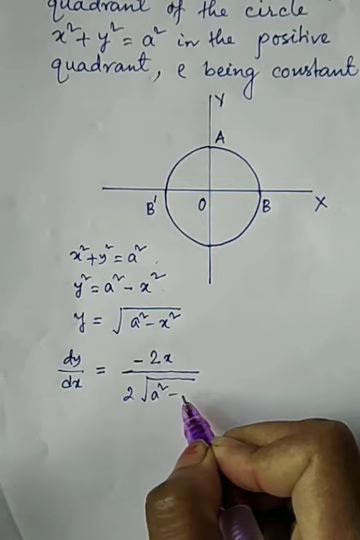 quadrant of the circle
x²+y²=a² in the positive
quadrant, e being constant
Y
A
B' O B X
x²+y²=a²
y²=a²-x²
y = √(a²-x²)
dy/dx = -2x / 2√(a²-